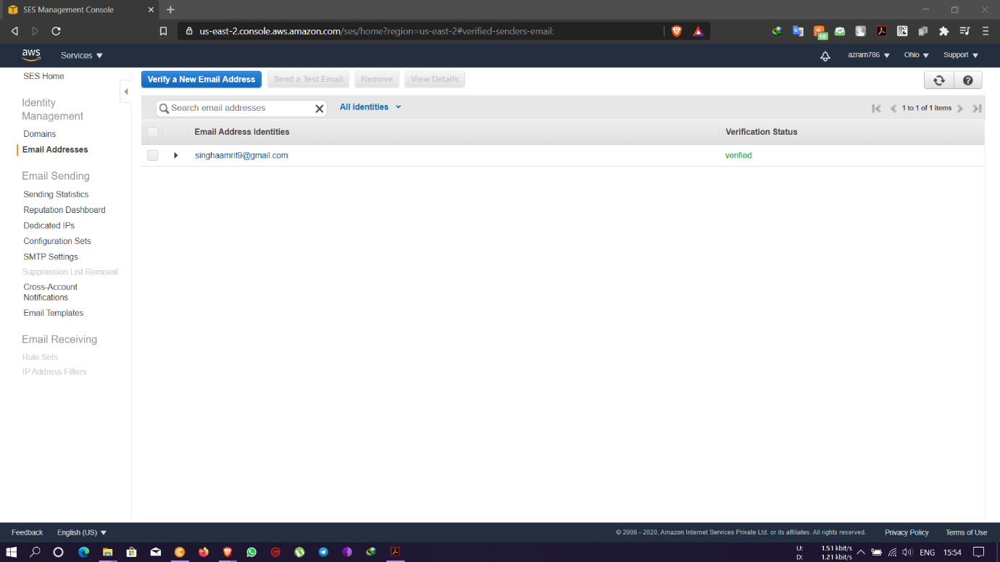 SES Management Console
us-east-2.console.aws.amazon.com/ses/home?region=us-east-2#verified-senders-email:
10
aws
Services
azram786
Ohio
Support
SES Home
Identity
Management
Domains
Email Addresses
Email Sending
Sending Statistics
Reputation Dashboard
Dedicated IPs
Configuration Sets
SMTP Settings
Suppression List Removal
Cross-Account
Notifications
Email Templates
Email Receiving
Rule Sets
IP Address Filters
Verify a New Email Address
Send a Test Email
Remove
View Details
Search email addresses
All identities
1 to 1 of 1 items
Email Address Identities
Verification Status
singhaamrit9@gmail.com
verified
Feedback
English (US)
© 2008 - 2020, Amazon Internet Services Private Ltd. or its affiliates. All rights reserved.
Privacy Policy
Terms of Use
U: 1.51 kbit/s
D: 1.21 kbit/s
ENG
15:54